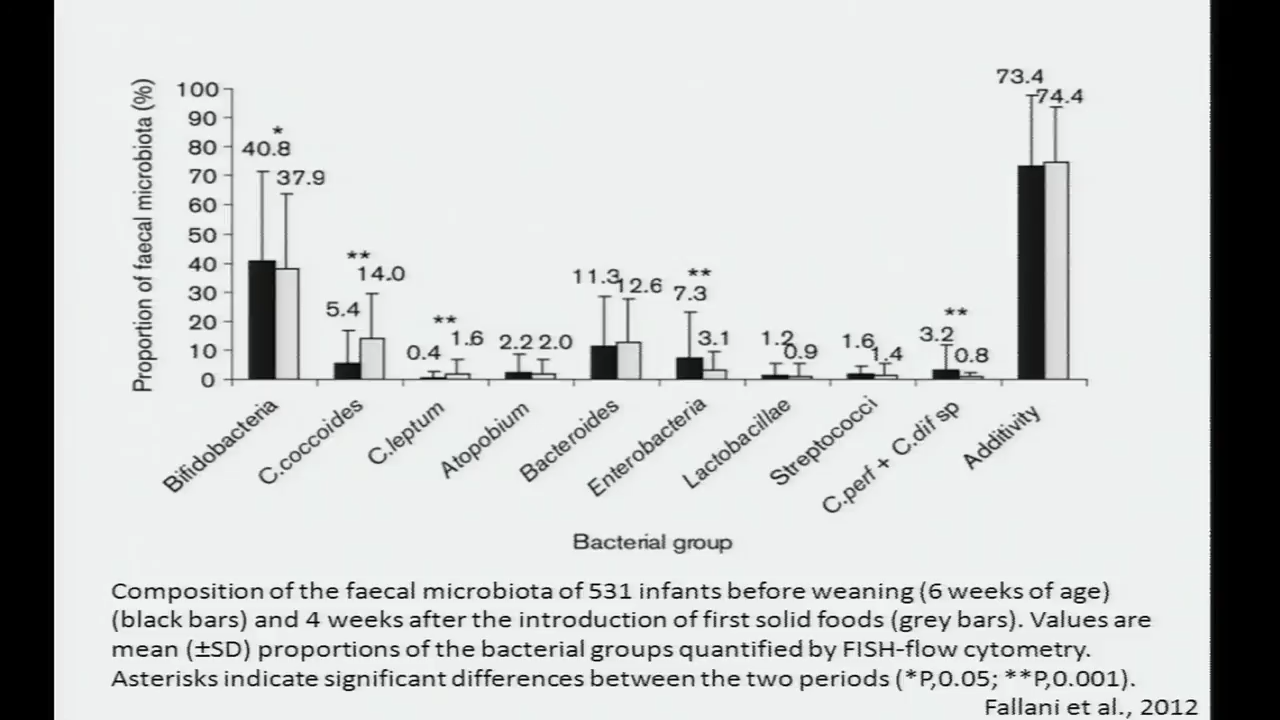 Proportion of faecal microbiota (%)
100
90
80
70
60
50
40
30
20
10
0
*
40.8
37.9
**
5.4
14.0
**
0.4
1.6
2.2
2.0
11.3
12.6
**
7.3
3.1
1.2
0.9
1.6
1.4
**
3.2
0.8
73.4
74.4
Bifidobacteria
C.coccoides
C.leptum
Atopobium
Bacteroides
Enterobacteria
Lactobacillae
Streptococci
C.perf + C.dif sp
Additivity
Bacterial group
Composition of the faecal microbiota of 531 infants before weaning (6 weeks of age)
(black bars) and 4 weeks after the introduction of first solid foods (grey bars). Values are
mean (±SD) proportions of the bacterial groups quantified by FISH-flow cytometry.
Asterisks indicate significant differences between the two periods (*P,0.05; **P,0.001).
Fallani et al., 2012